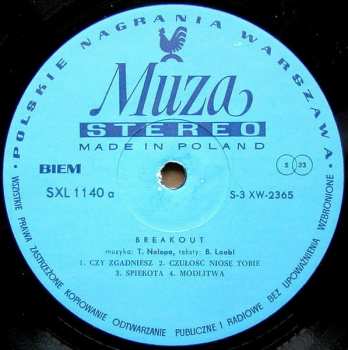 POLSKIE NAGRANIA WARSZAWA
Muza
STEREO
MADE IN POLAND
BIEM
S 33
SXL 1140 a
S-3 XW-2365
BREAKOUT
muzyka: T. Nalepa, teksty: B. Loebl
1. CZY ZGADNIESZ 2. CZUŁOŚĆ NIOSĘ TOBIE
3. SPIEKOTA 4. MODLITWA
• WSZYSTKIE PRAWA ZASTRZEŻONE KOPIOWANIE ODTWARZANIE PUBLICZNE I RADIOWE BEZ UPOWAŻNIENIA WZBRONIONE •